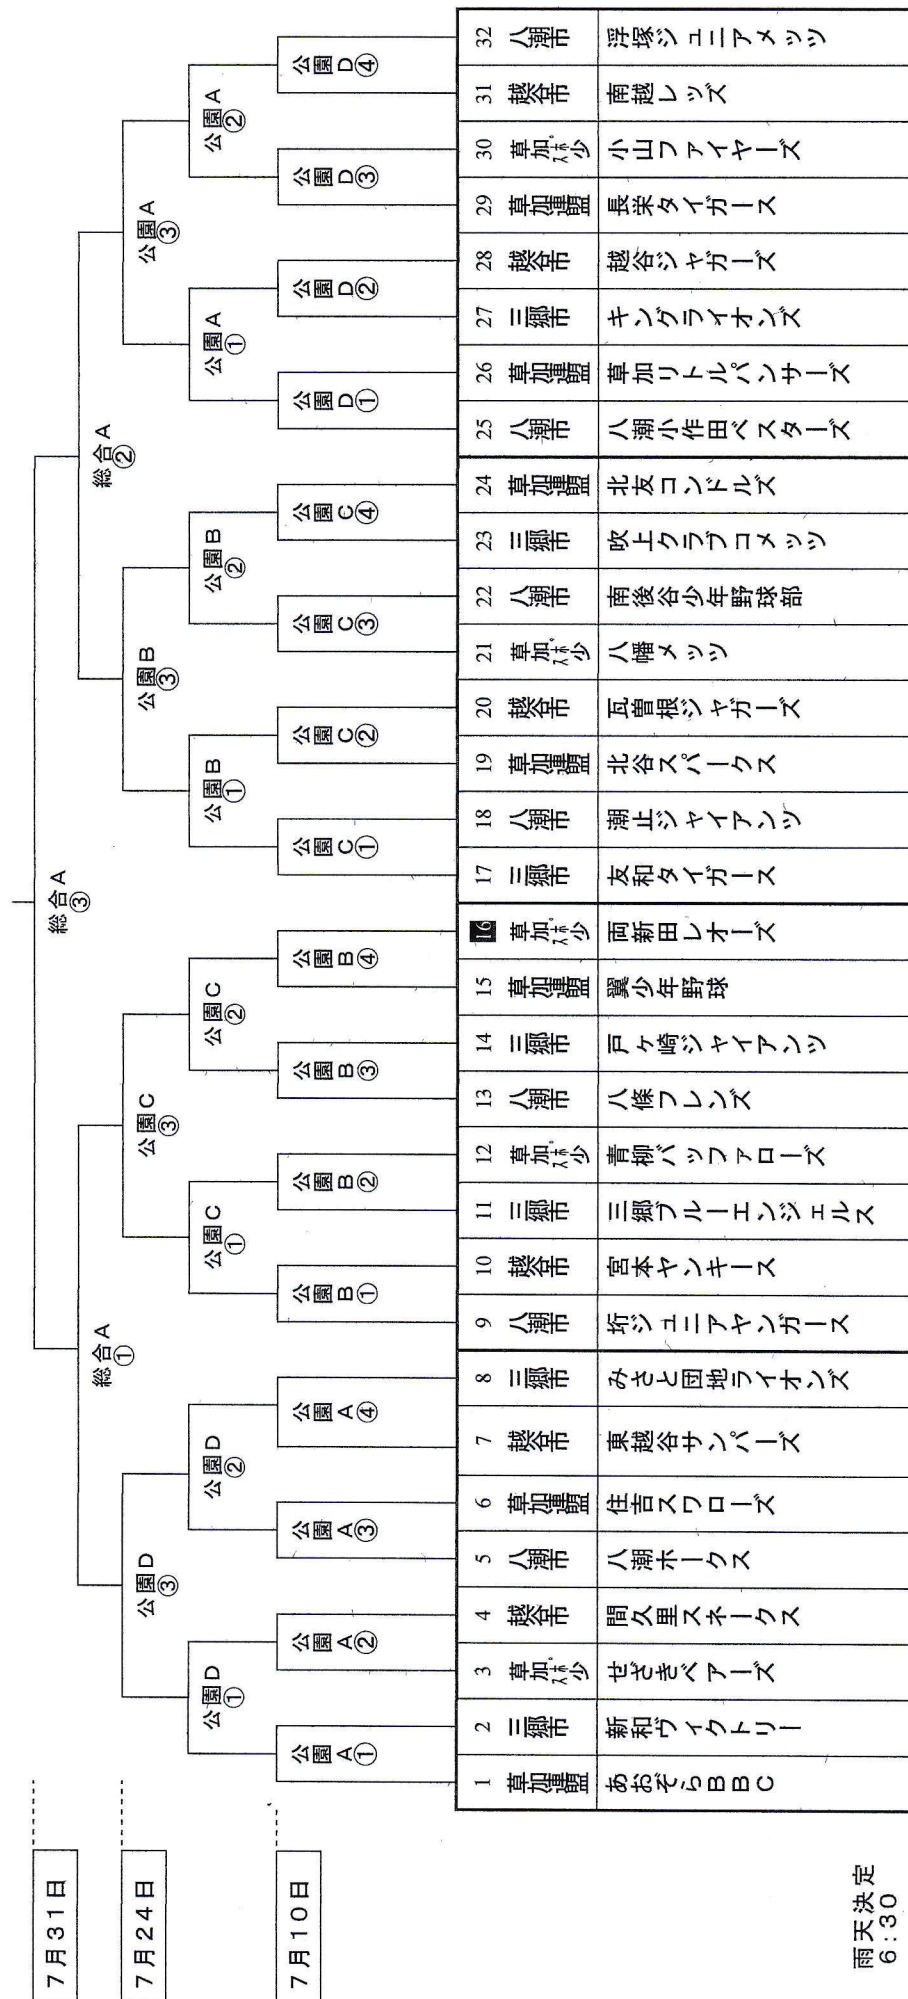 7月31日
7月24日
7月10日
総合A③
総合A①
総合A②
公園D③
公園C③
公園B③
公園A③
公園D①
公園D②
公園C①
公園C②
公園B①
公園B②
公園A①
公園A②
公園A①
公園A②
公園A③
公園A④
公園B①
公園B②
公園B③
公園B④
公園C①
公園C②
公園C③
公園C④
公園D①
公園D②
公園D③
公園D④
1 草加連盟 あおぞらBBC
2 三郷市 新和ヴィクトリー
3 草加スポ少 せざきベアーズ
4 越谷市 間久里スネークス
5 八潮市 八潮ホークス
6 草加連盟 住吉スワローズ
7 越谷市 東越谷サンパーズ
8 三郷市 みさと団地ライオンズ
9 八潮市 垳ジュニアヤンガース
10 越谷市 宮本ヤンキース
11 三郷市 三郷ブルーエンジェルス
12 草加スポ少 青柳バッファローズ
13 八潮市 八條フレンズ
14 三郷市 戸ヶ崎ジャイアンツ
15 草加連盟 翼少年野球
16 草加スポ少 両新田レオーズ
17 三郷市 友和タイガース
18 八潮市 潮止ジャイアンツ
19 草加連盟 北谷スパークス
20 越谷市 瓦曽根ジャガーズ
21 草加スポ少 八幡メッツ
22 八潮市 南後谷少年野球部
23 三郷市 吹上クラブコメッツ
24 草加連盟 北友コンドルズ
25 八潮市 八潮小作田ベスターズ
26 草加連盟 草加リトルパンサーズ
27 三郷市 キングライオンズ
28 越谷市 越谷ジャガーズ
29 草加連盟 長栄タイガース
30 草加スポ少 小山ファイヤーズ
31 越谷市 南越レッズ
32 八潮市 浮塚ジュニアメッツ
雨天決定
6:30